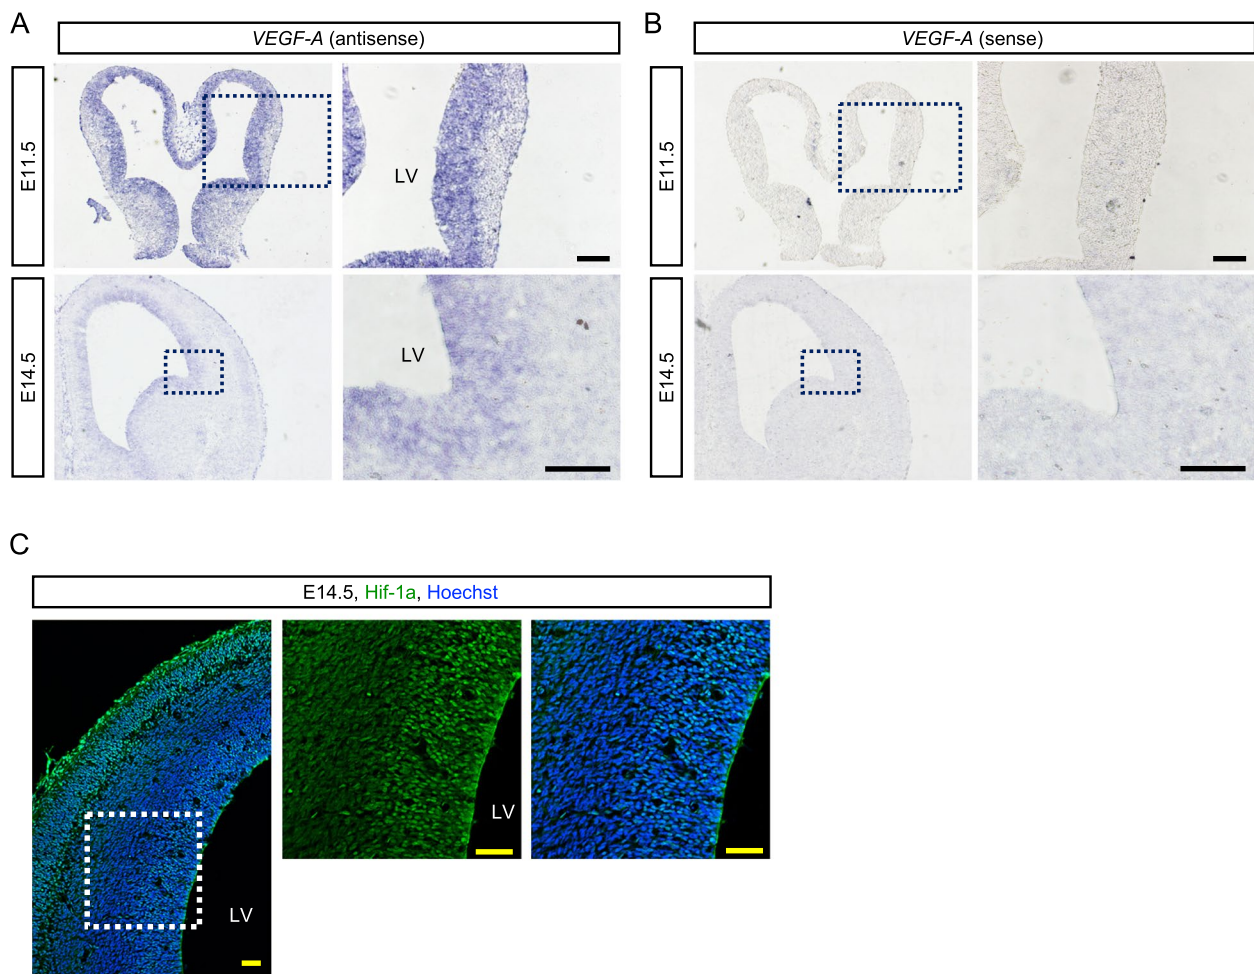 A
VEGF-A (antisense)
E11.5
LV
E14.5
LV
B
VEGF-A (sense)
E11.5
E14.5
C
E14.5, Hif-1a, Hoechst
LV
LV